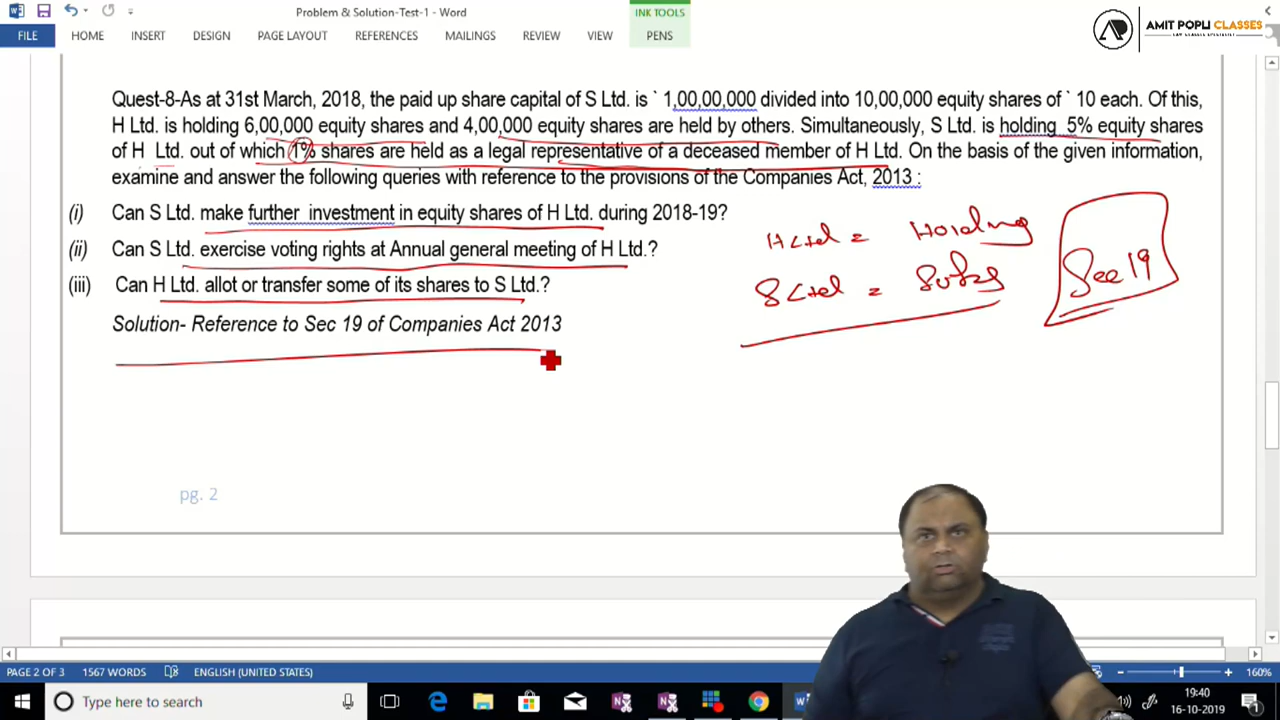 Problem & Solution-Test-1 - Word
INK TOOLS
FILE HOME INSERT DESIGN PAGE LAYOUT REFERENCES MAILINGS REVIEW VIEW PENS
AMIT POPLI CLASSES
Quest-8-As at 31st March, 2018, the paid up share capital of S Ltd. is ` 1,00,00,000 divided into 10,00,000 equity shares of ` 10 each. Of this,
H Ltd. is holding 6,00,000 equity shares and 4,00,000 equity shares are held by others. Simultaneously, S Ltd. is holding 5% equity shares
of H Ltd. out of which 1% shares are held as a legal representative of a deceased member of H Ltd. On the basis of the given information,
examine and answer the following queries with reference to the provisions of the Companies Act, 2013 :
(i) Can S Ltd. make further investment in equity shares of H Ltd. during 2018-19?
(ii) Can S Ltd. exercise voting rights at Annual general meeting of H Ltd.?
(iii) Can H Ltd. allot or transfer some of its shares to S Ltd.?
Solution- Reference to Sec 19 of Companies Act 2013
H Ltd = Holding
S Ltd = Subs
Sec 19
pg. 2
PAGE 2 OF 3 1567 WORDS ENGLISH (UNITED STATES) 160%
Type here to search
19:40
16-10-2019